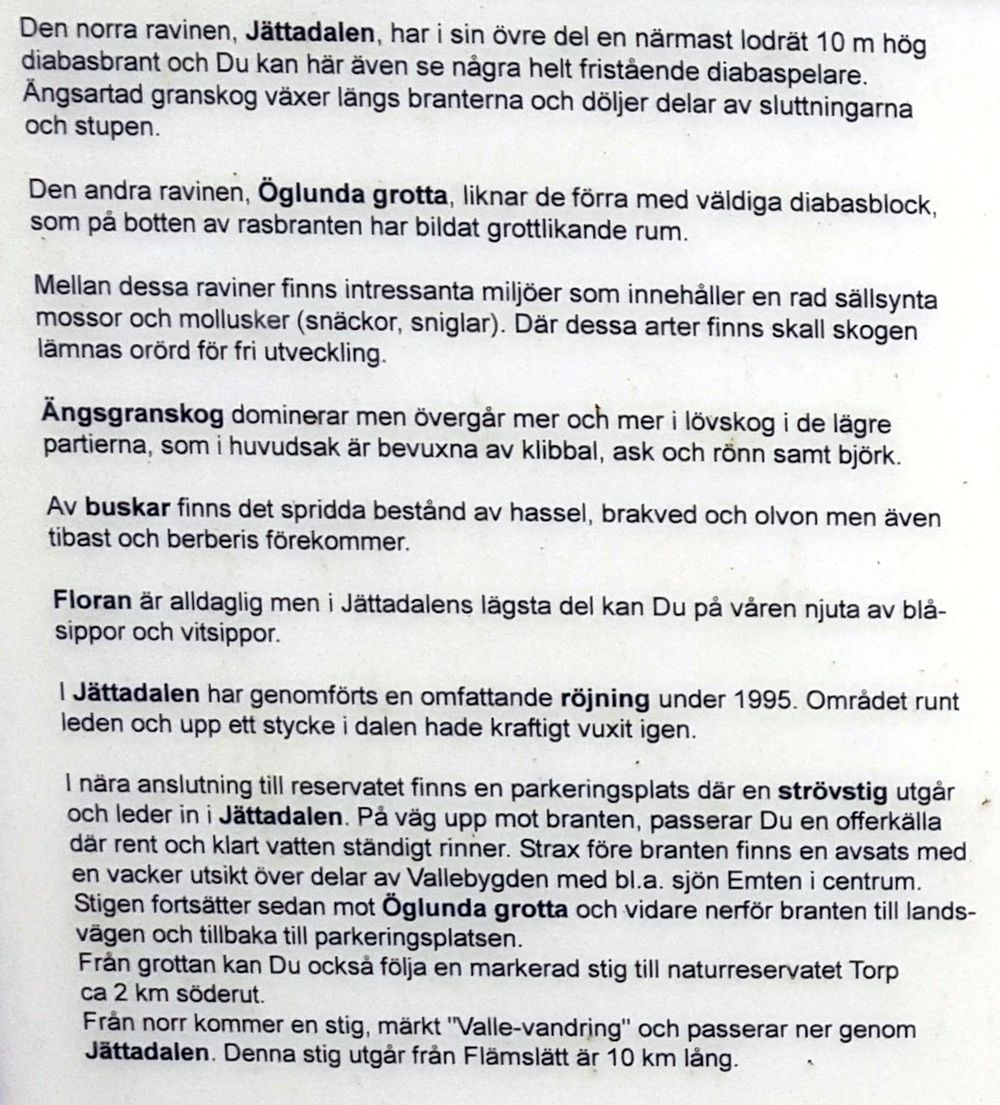 Den norra ravinen, Jättadalen, har i sin övre del en närmast lodrät 10 m hög
diabasbrant och Du kan här även se några helt fristående diabaspelare.
Ängsartad granskog växer längs branterna och döljer delar av sluttningarna
och stupen.
Den andra ravinen, Öglunda grotta, liknar de förra med väldiga diabasblock,
som på botten av rasbranten har bildat grottlikande rum.
Mellan dessa raviner finns intressanta miljöer som innehåller en rad sällsynta
mossor och mollusker (snäckor, sniglar). Där dessa arter finns skall skogen
lämnas orörd för fri utveckling.
Ängsgranskog dominerar men övergår mer och mer i lövskog i de lägre
partierna, som i huvudsak är bevuxna av klibbal, ask och rönn samt björk.
Av buskar finns det spridda bestånd av hassel, brakved och olvon men även
tibast och berberis förekommer.
Floran är alldaglig men i Jättadalens lägsta del kan Du på våren njuta av blå-
sippor och vitsippor.
I Jättadalen har genomförts en omfattande röjning under 1995. Området runt
leden och upp ett stycke i dalen hade kraftigt vuxit igen.
I nära anslutning till reservatet finns en parkeringsplats där en strövstig utgår
och leder in i Jättadalen. På väg upp mot branten, passerar Du en offerkälla
där rent och klart vatten ständigt rinner. Strax före branten finns en avsats med
en vacker utsikt över delar av Vallebygden med bl.a. sjön Emten i centrum.
Stigen fortsätter sedan mot Öglunda grotta och vidare nerför branten till lands-
vägen och tillbaka till parkeringsplatsen.
Från grottan kan Du också följa en markerad stig till naturreservatet Torp
ca 2 km söderut.
Från norr kommer en stig, märkt "Valle-vandring" och passerar ner genom
Jättadalen. Denna stig utgår från Flämslätt är 10 km lång.